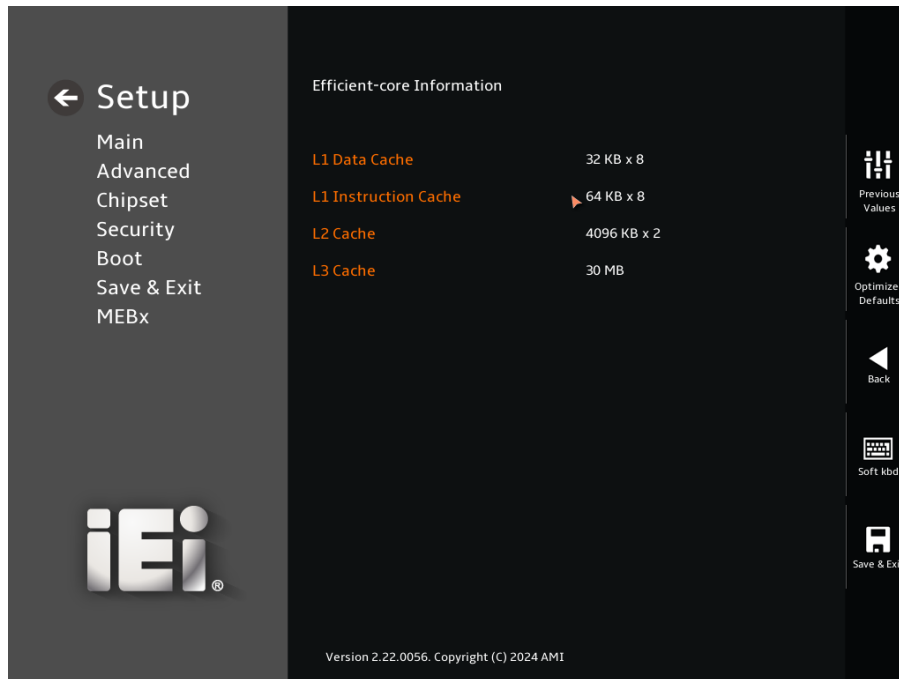 Setup
Main
Advanced
Chipset
Security
Boot
Save & Exit
MEBx
iEi®
Efficient-core Information
L1 Data Cache 32 KB x 8
L1 Instruction Cache 64 KB x 8
L2 Cache 4096 KB x 2
L3 Cache 30 MB
Version 2.22.0056. Copyright (C) 2024 AMI
Previous
Values
Optimize
Defaults
Back
Soft kbd
Save & Exi